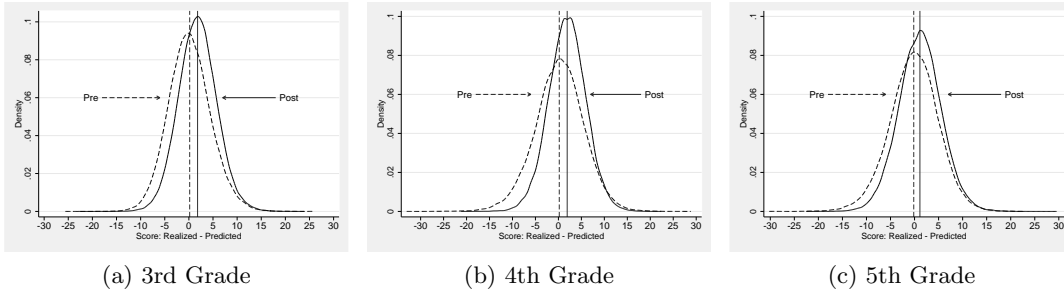 .1
.08
.06
.04
.02
0
Density
Pre
Post
-30 -25 -20 -15 -10 -5 0 5 10 15 20 25 30
Score: Realized - Predicted
(a) 3rd Grade
.1
.08
.06
.04
.02
0
Density
Pre
Post
-30 -25 -20 -15 -10 -5 0 5 10 15 20 25 30
Score: Realized - Predicted
(b) 4th Grade
.1
.08
.06
.04
.02
0
Density
Pre
Post
-30 -25 -20 -15 -10 -5 0 5 10 15 20 25 30
Score: Realized - Predicted
(c) 5th Grade